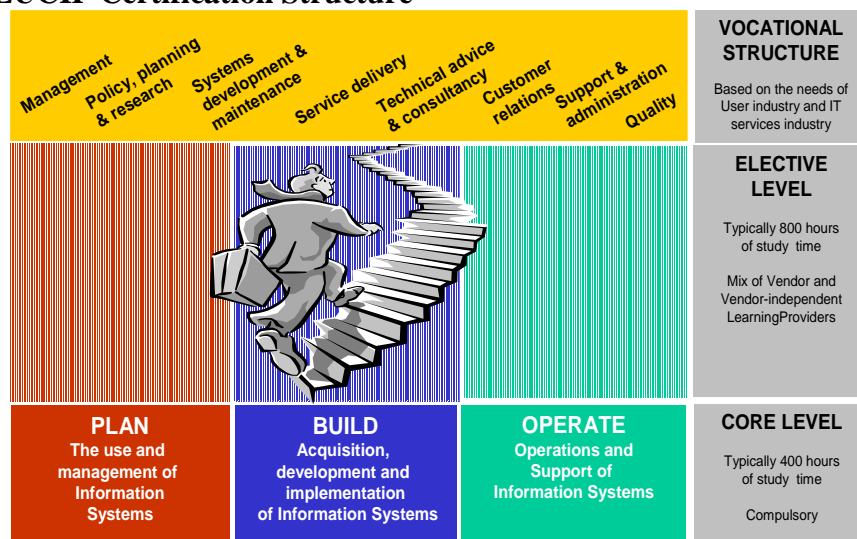 EUCIP Certification Structure
Management
Policy, planning
& research
Systems
development &
maintenance
Service delivery
Technical advice
& consultancy
Customer
relations
Support &
administration
Quality
VOCATIONAL
STRUCTURE
Based on the needs of
User industry and IT
services industry
ELECTIVE
LEVEL
Typically 800 hours
of study time
Mix of Vendor and
Vendor-independent
LearningProviders
PLAN
The use and
management of
Information
Systems
BUILD
Acquisition,
development and
implementation
of Information Systems
OPERATE
Operations and
Support of
Information Systems
CORE LEVEL
Typically 400 hours
of study time
Compulsory